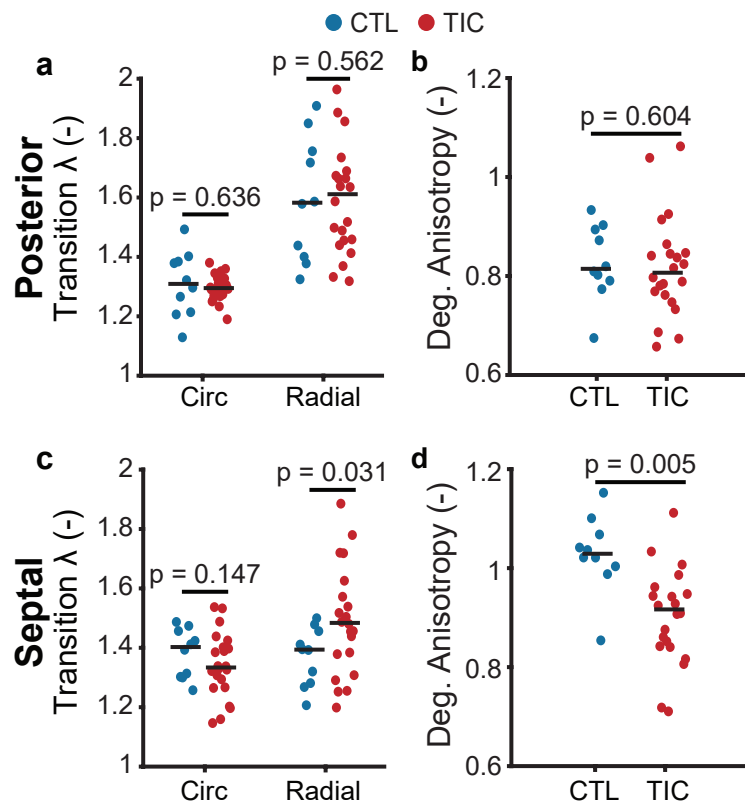 CTL TIC
a
Posterior
Transition λ (-)
2
1.8
1.6
1.4
1.2
1
p = 0.636
p = 0.562
Circ Radial
b
Deg. Anisotropy (-)
1.2
1
0.8
0.6
p = 0.604
CTL TIC
c
Septal
Transition λ (-)
2
1.8
1.6
1.4
1.2
1
p = 0.147
p = 0.031
Circ Radial
d
Deg. Anisotropy (-)
1.2
1
0.8
0.6
p = 0.005
CTL TIC